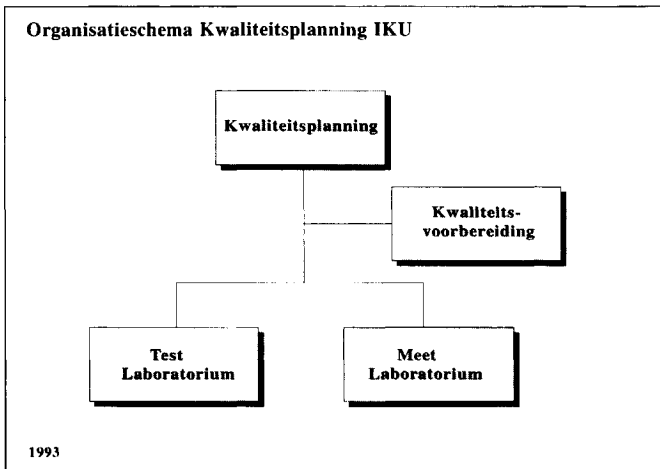 Organisatieschema Kwaliteitsplanning IKU
Kwaliteitsplanning
Kwaliteits-
voorbereiding
Test
Laboratorium
Meet
Laboratorium
1993